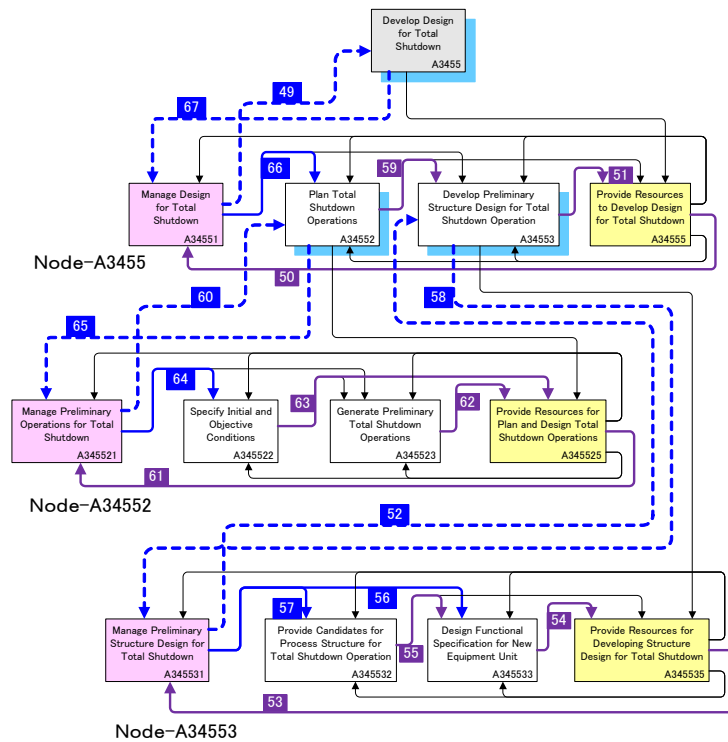 Develop Design
for Total
Shutdown
A3455
49
67
59
51
66
Manage Design
for Total
Shutdown
A34551
Plan Total
Shutdown
Operations
A34552
Develop Preliminary
Structure Design for Total
Shutdown Operation
A34553
Provide Resources
to Develop Design
for Total Shutdown
A34555
Node-A3455
50
60
58
65
64
63
62
Manage Preliminary
Operations for Total
Shutdown
A345521
Specify Initial and
Objective
Conditions
A345522
Generate Preliminary
Total Shutdown
Operations
A345523
Provide Resources for
Plan and Design Total
Shutdown Operations
A345525
61
Node-A34552
52
57
56
55
54
Manage Preliminary
Structure Design for
Total Shutdown
A345531
Provide Candidates for
Process Structure for
Total Shutdown Operation
A345532
Design Functional
Specification for New
Equipment Unit
A345533
Provide Resources for
Developing Structure
Design for Total Shutdown
A345535
53
Node-A34553